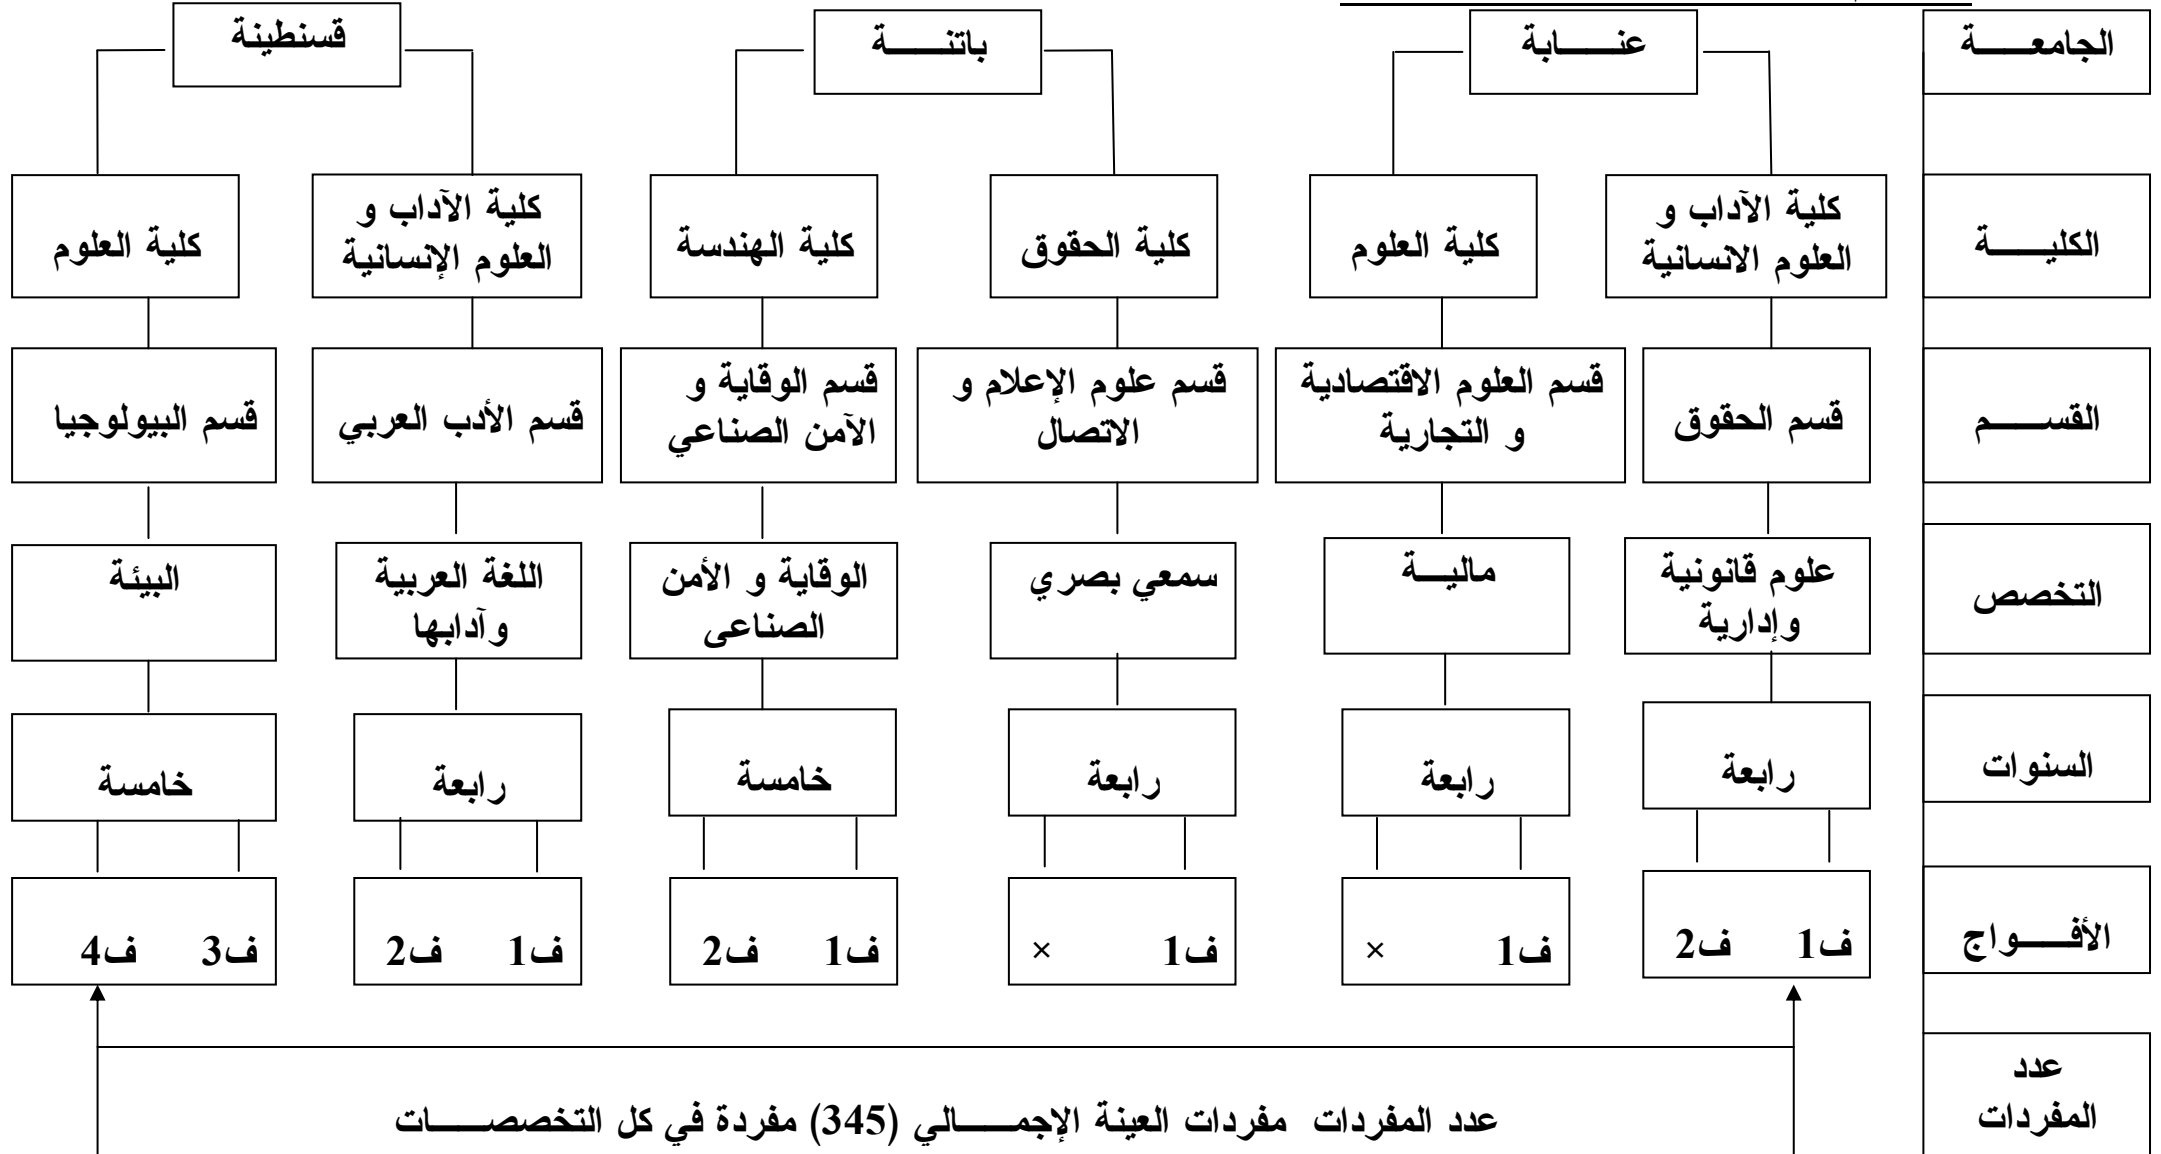 الجامعــــة
عنـــــابة
باتنـــــة
قسنطينة
الكليـــــة
كلية الآداب و
العلوم الانسانية
كلية العلوم
كلية الحقوق
كلية الهندسة
كلية الآداب و
العلوم الإنسانية
كلية العلوم
القســـــم
قسم الحقوق
قسم العلوم الاقتصادية
و التجارية
قسم علوم الإعلام و
الاتصال
قسم الوقاية و
الآمن الصناعي
قسم الأدب العربي
قسم البيولوجيا
التخصص
علوم قانونية
وإدارية
ماليـــة
سمعي بصري
الوقاية و الأمن
الصناعى
اللغة العربية
وآدابها
البيئة
السنوات
رابعة
رابعة
رابعة
خامسة
رابعة
خامسة
الأفـــــواج
ف1 ف2
ف1 ×
ف1 ×
ف1 ف2
ف1 ف2
ف3 ف4
عدد
المفردات
عدد المفردات مفردات العينة الإجمـــــالي (345) مفردة في كل التخصصـــــات